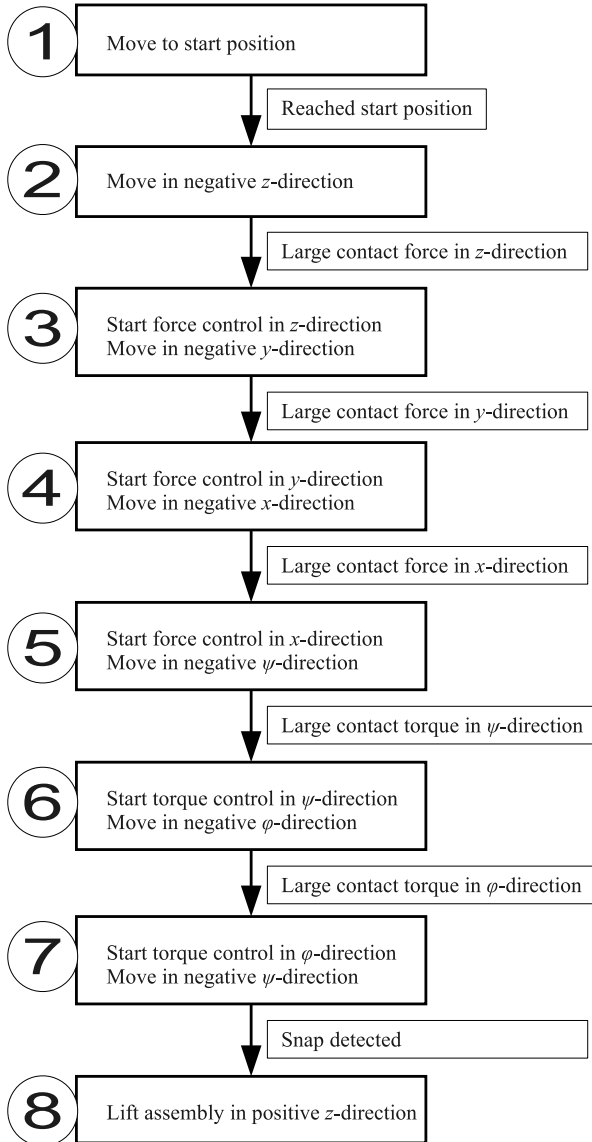 1
Move to start position
Reached start position
2
Move in negative z-direction
Large contact force in z-direction
3
Start force control in z-direction
Move in negative y-direction
Large contact force in y-direction
4
Start force control in y-direction
Move in negative x-direction
Large contact force in x-direction
5
Start force control in x-direction
Move in negative ψ-direction
Large contact torque in ψ-direction
6
Start torque control in ψ-direction
Move in negative φ-direction
Large contact torque in φ-direction
7
Start torque control in φ-direction
Move in negative ψ-direction
Snap detected
8
Lift assembly in positive z-direction